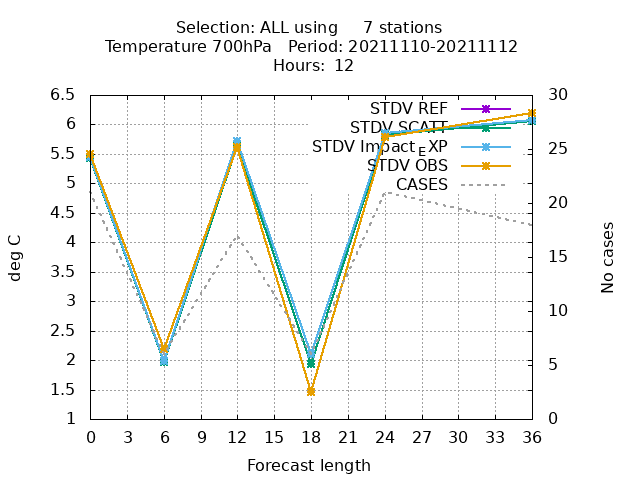 Selection: ALL using 7 stations
Temperature 700hPa Period: 20211110-20211112
Hours: 12
6.5
6
5.5
5
4.5
4
3.5
3
2.5
2
1.5
1
deg C
STDV REF
STDV SCATT
STDV Impact_EXP
STDV OBS
CASES
30
25
20
15
10
5
0
No cases
0 3 6 9 12 15 18 21 24 27 30 33 36
Forecast length